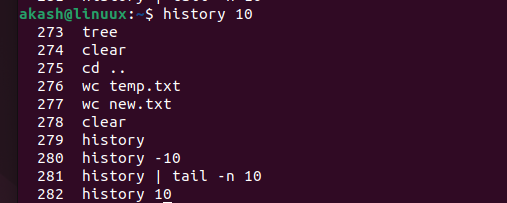 akash@linuux:~$ history 10
273 tree
274 clear
275 cd ..
276 wc temp.txt
277 wc new.txt
278 clear
279 history
280 history -10
281 history | tail -n 10
282 history 10